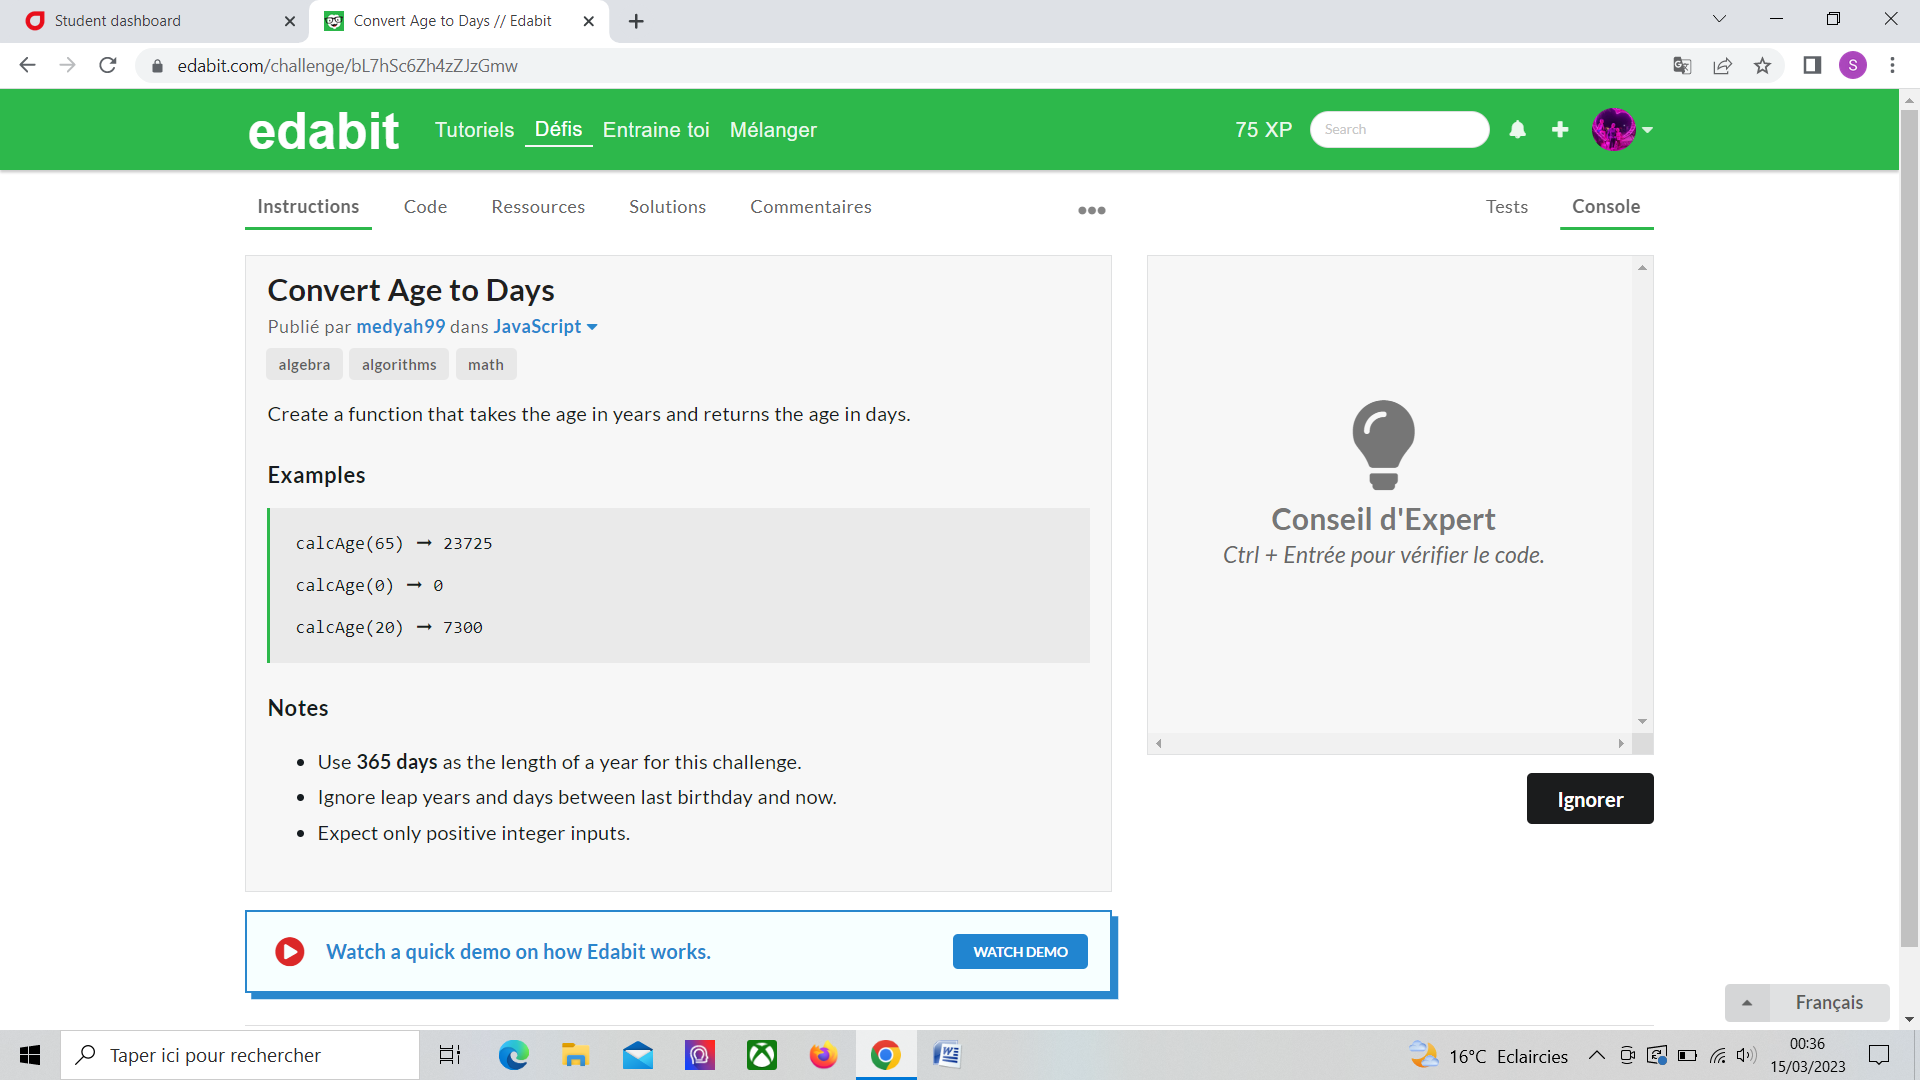 Student dashboard
Convert Age to Days // Edabit
edabit.com/challenge/bL7hSc6Zh4zZJzGmw
S
edabit
Tutoriels
Défis
Entraine toi
Mélanger
75 XP
Search
Instructions
Code
Ressources
Solutions
Commentaires
Tests
Console
Convert Age to Days
Publié par medyah99 dans JavaScript
algebra
algorithms
math
Create a function that takes the age in years and returns the age in days.
Examples
calcAge(65) ➞ 23725
calcAge(0) ➞ 0
calcAge(20) ➞ 7300
Notes
• Use 365 days as the length of a year for this challenge.
• Ignore leap years and days between last birthday and now.
• Expect only positive integer inputs.
Conseil d'Expert
Ctrl + Entrée pour vérifier le code.
Ignorer
Watch a quick demo on how Edabit works.
WATCH DEMO
Français
Taper ici pour rechercher
16°C Eclaircies
00:36
15/03/2023